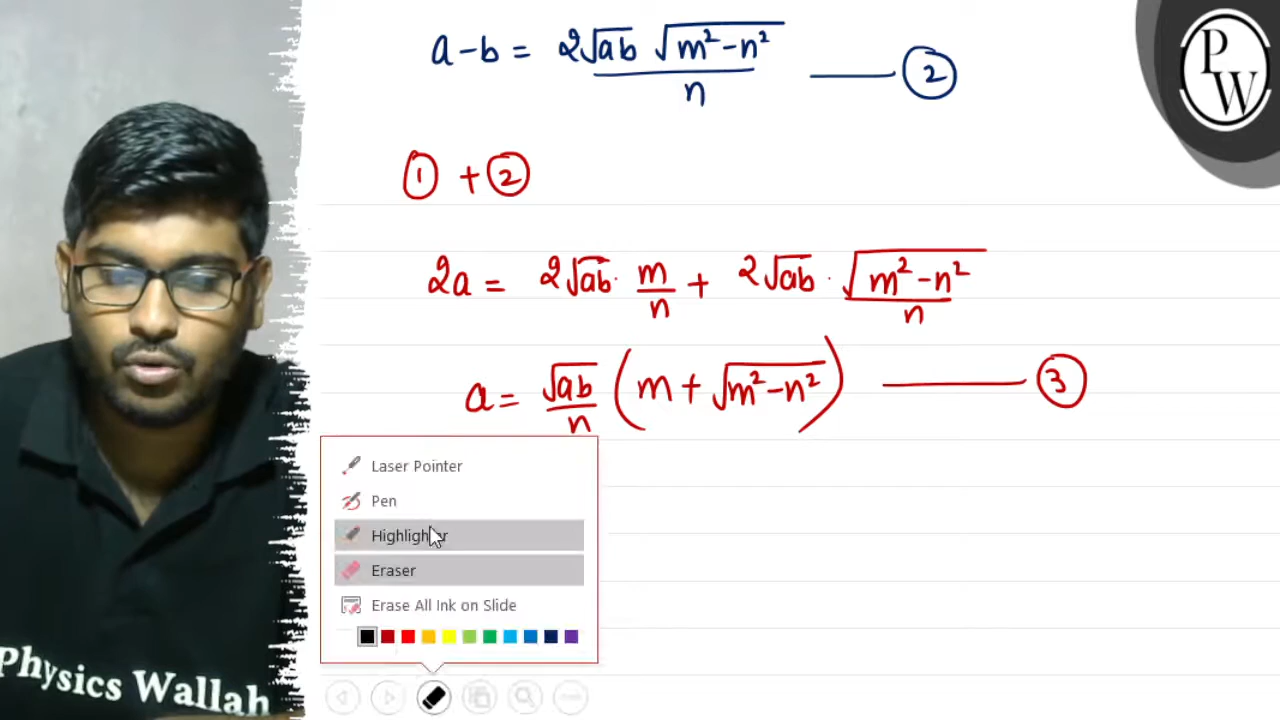 a - b = 2√ab √m² - n² / n —— ②
PW
① + ②
2a = 2√ab · m/n + 2√ab · √m² - n² / n
a = √ab/n (m + √m² - n²) —— ③
Laser Pointer
Pen
Highlighter
Eraser
Erase All Ink on Slide
Physics Wallah